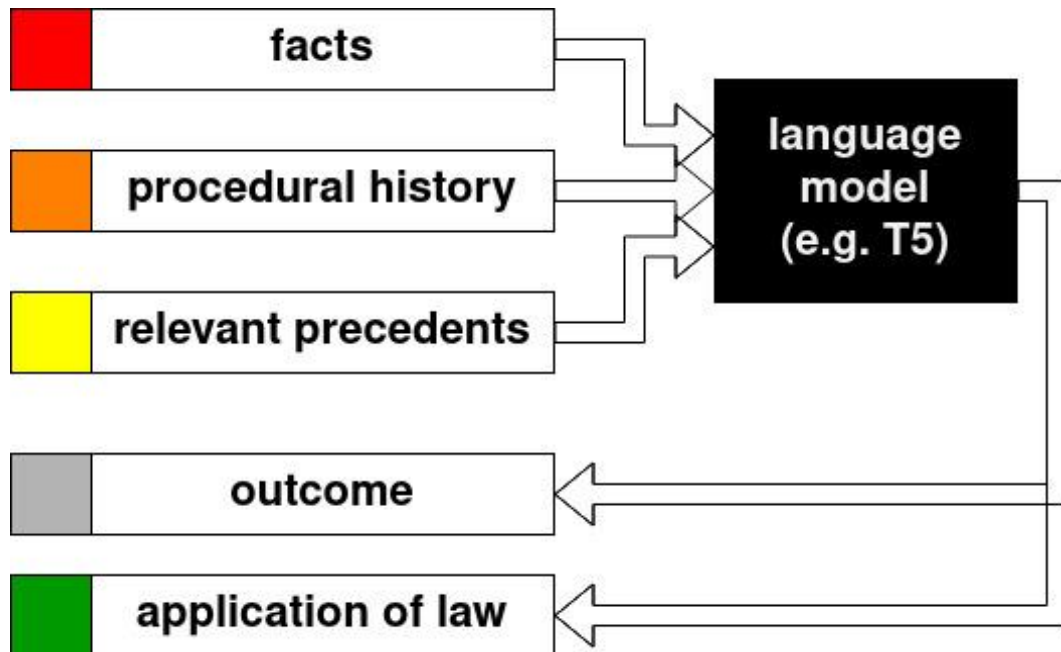 facts
procedural history
relevant precedents
language
model
(e.g. T5)
outcome
application of law